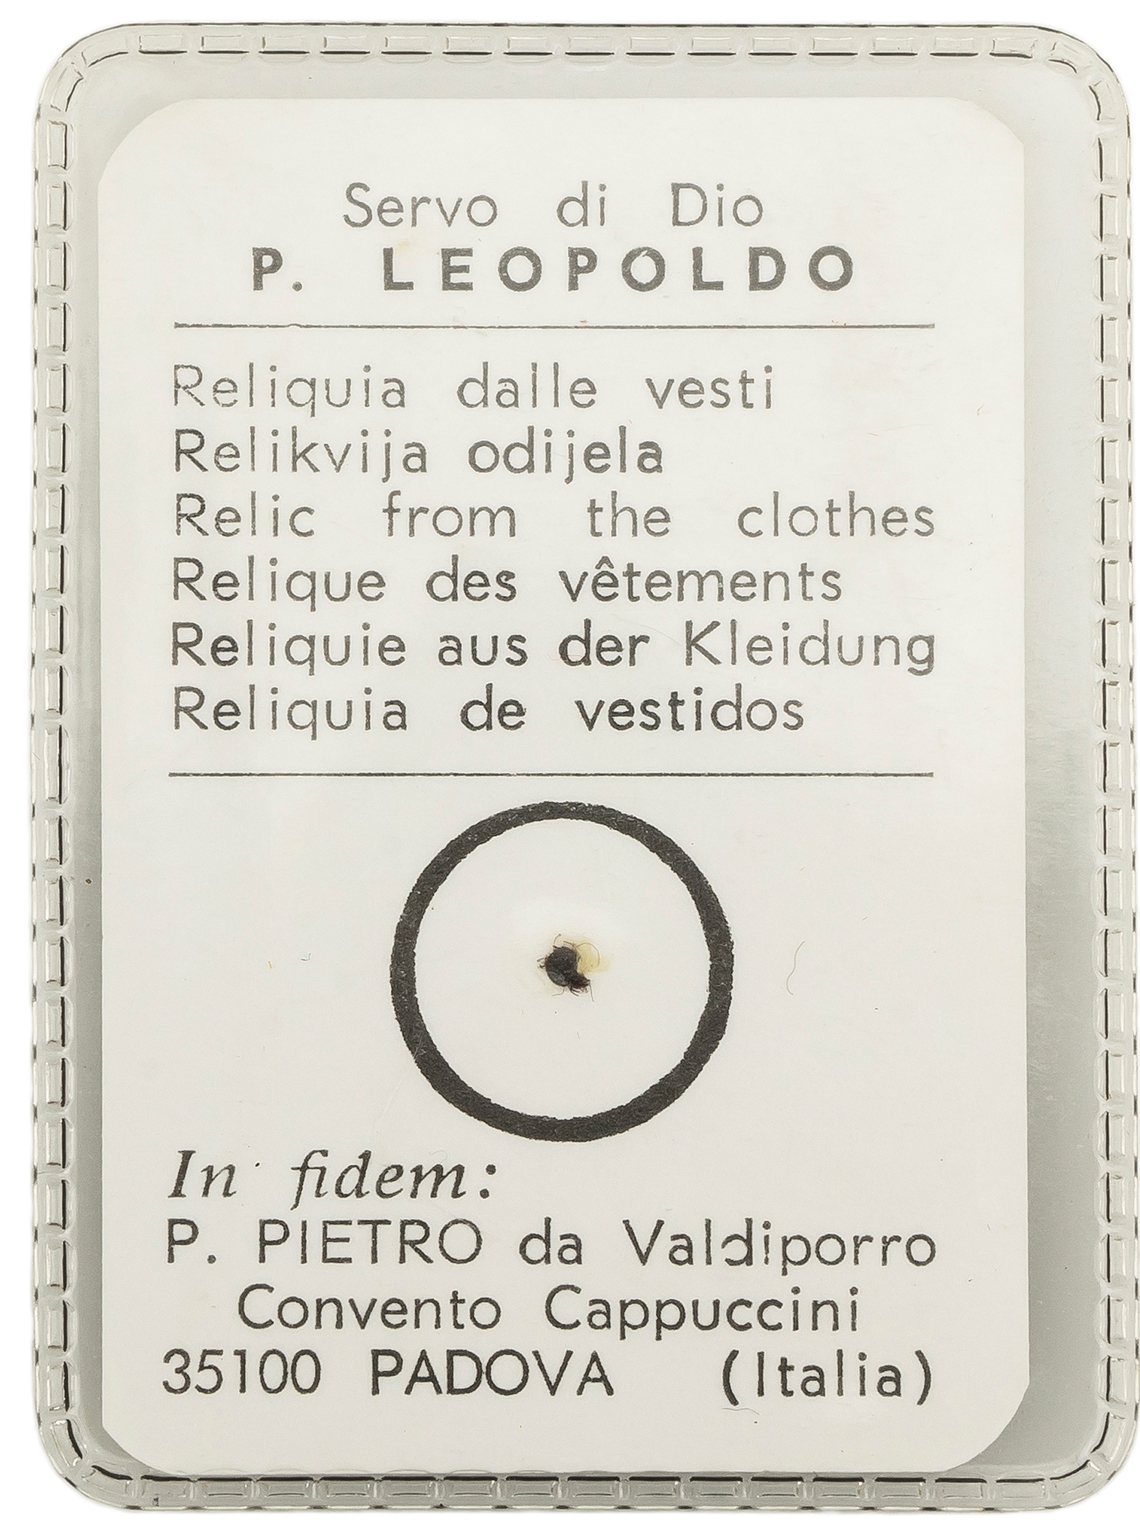 Servo di Dio
P. LEOPOLDO
Reliquia dalle vesti
Relikvija odijela
Relic from the clothes
Relique des vêtements
Reliquie aus der Kleidung
Reliquia de vestidos
In fidem:
P. PIETRO da Valdiporro
Convento Cappuccini
35100 PADOVA (Italia)